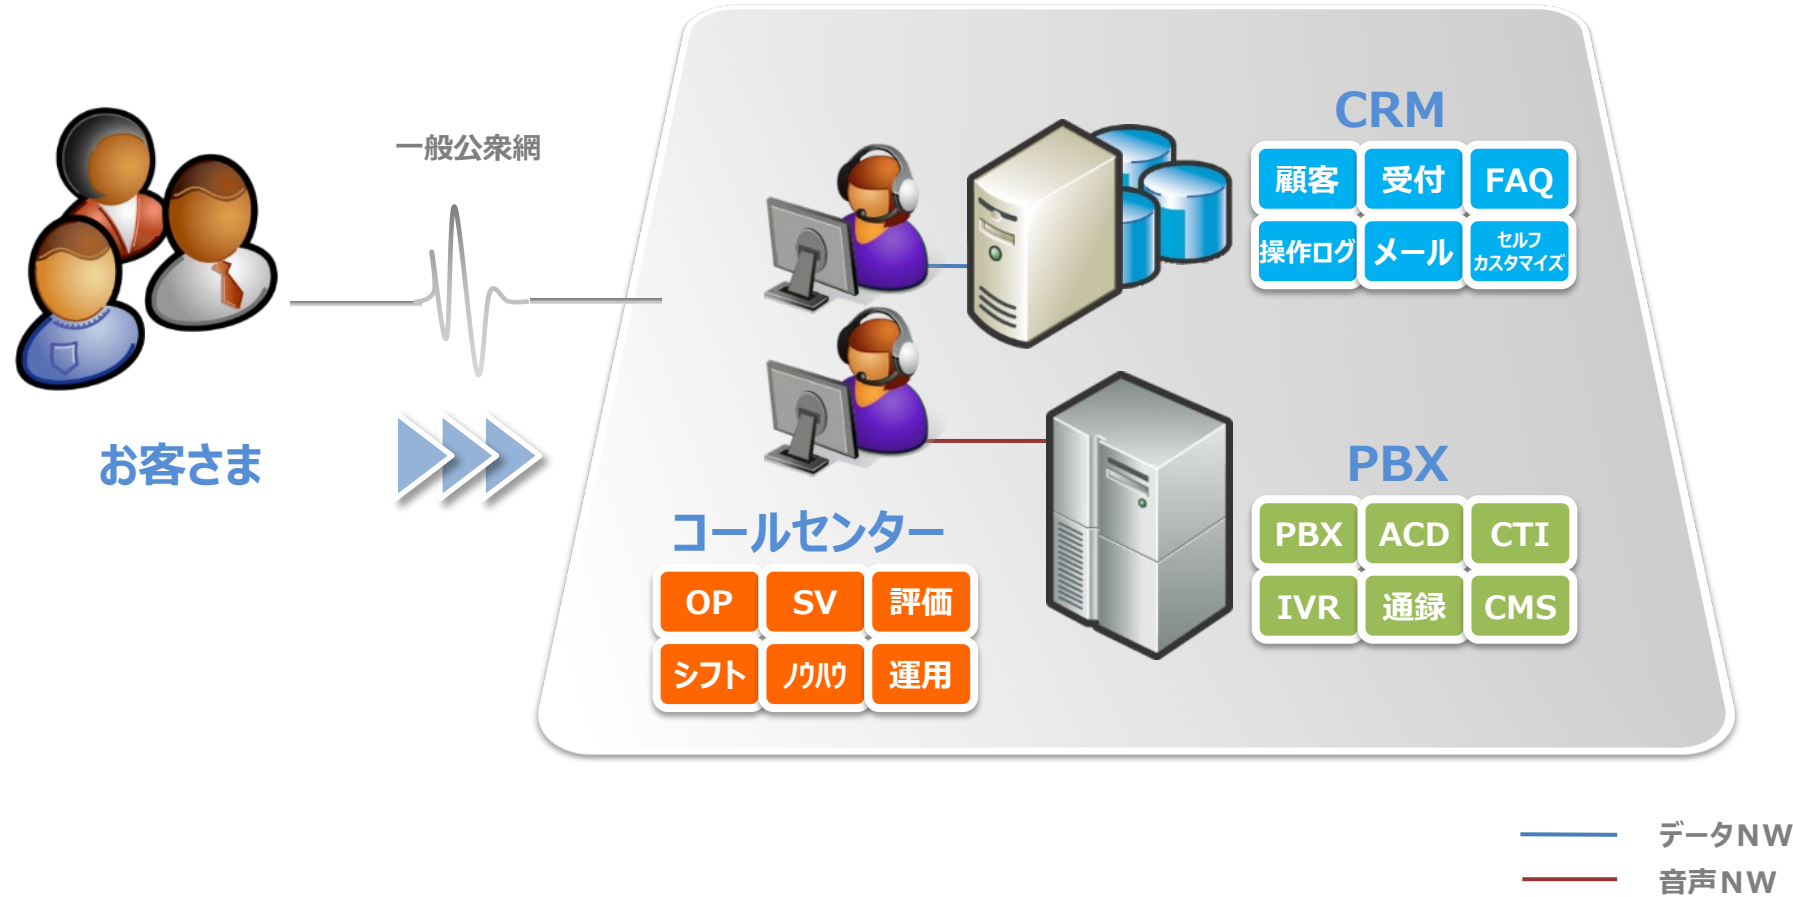 一般公衆網
お客さま
CRM
顧客 受付 FAQ
操作ログ メール セルフ
カスタマイズ
PBX
PBX ACD CTI
IVR 通録 CMS
コールセンター
OP SV 評価
シフト ﾉｳﾊｳ 運用
データNW
音声NW